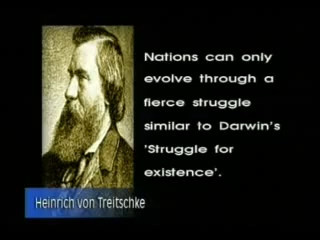 Nations can only
evolve through a
fierce struggle
similar to Darwin's
'Struggle for
existence'.
Heinrich von Treitschke